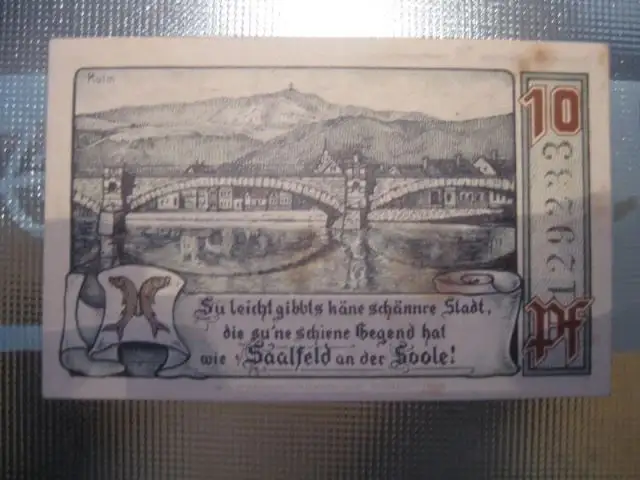 10
129233
Su leicht gibbts käne schännre Stadt,
die su'ne schiene Gegend hat
wie Saalfeld an der Soole!
Pf